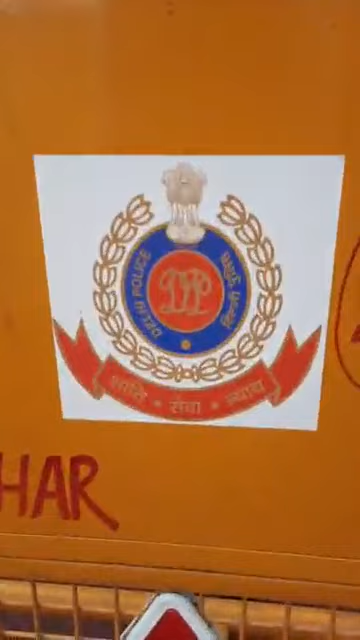 DELHI POLICE
दिल्ली पुलिस
DP
शान्ति • सेवा • न्याय
HAR